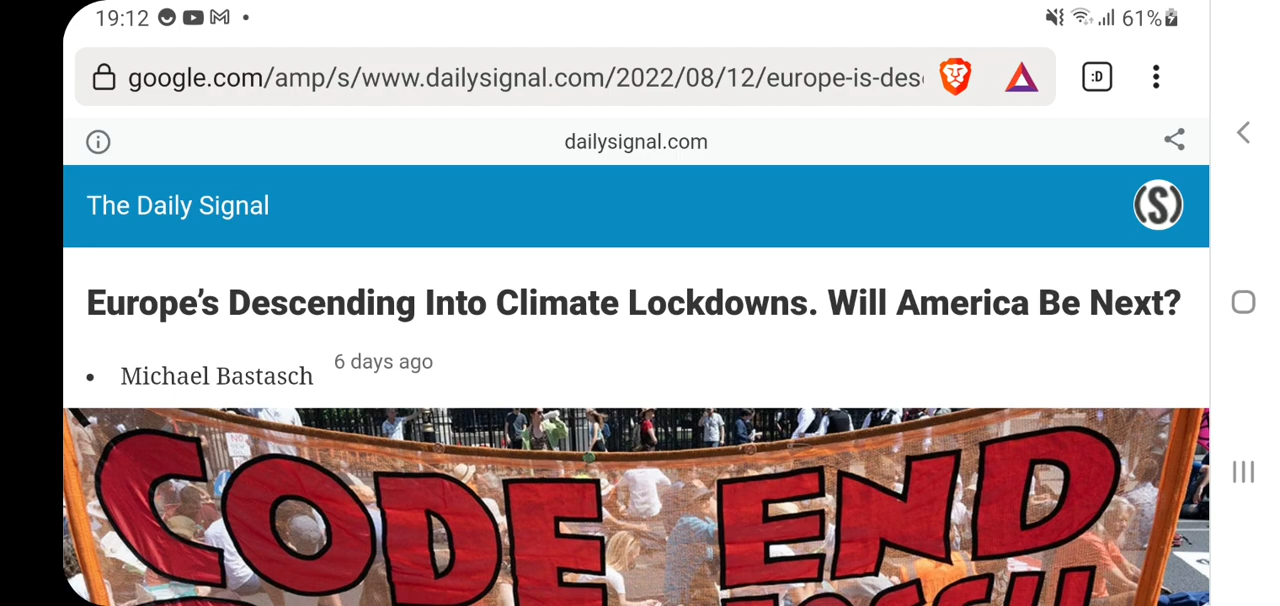 19:12
61%
google.com/amp/s/www.dailysignal.com/2022/08/12/europe-is-des
:D
dailysignal.com
The Daily Signal
(S)
Europe's Descending Into Climate Lockdowns. Will America Be Next?
• Michael Bastasch
6 days ago
CODE END